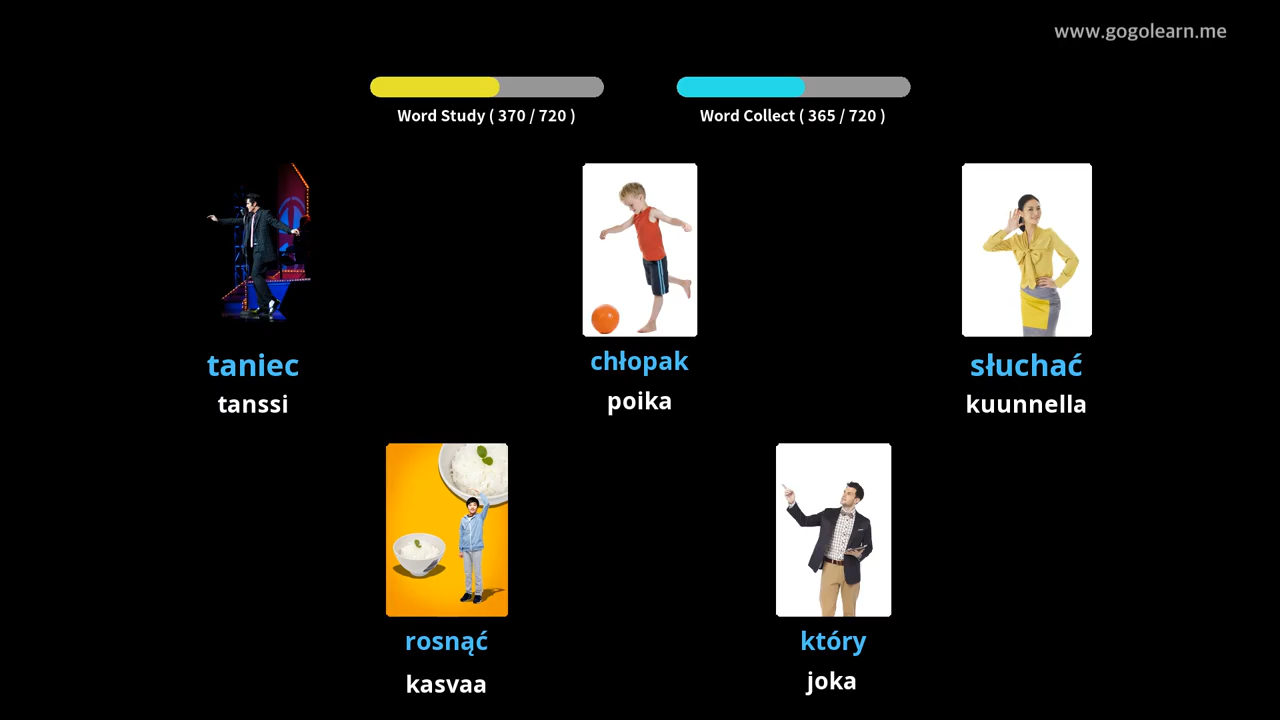 www.gogolearn.me
Word Study ( 370 / 720 )
Word Collect ( 365 / 720 )
taniec
tanssi
chłopak
poika
słuchać
kuunnella
rosnąć
kasvaa
który
joka